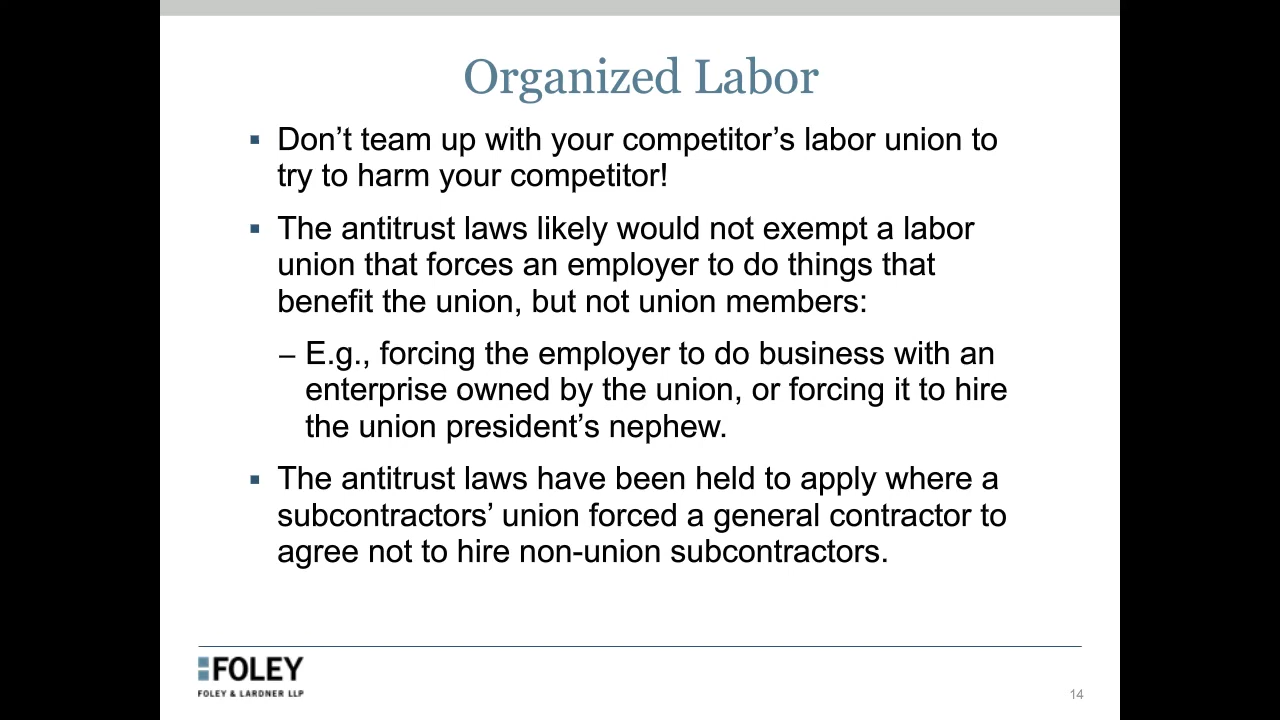 Organized Labor
▪ Don’t team up with your competitor’s labor union to
try to harm your competitor!
▪ The antitrust laws likely would not exempt a labor
union that forces an employer to do things that
benefit the union, but not union members:
– E.g., forcing the employer to do business with an
enterprise owned by the union, or forcing it to hire
the union president’s nephew.
▪ The antitrust laws have been held to apply where a
subcontractors’ union forced a general contractor to
agree not to hire non-union subcontractors.
FOLEY
FOLEY & LARDNER LLP
14